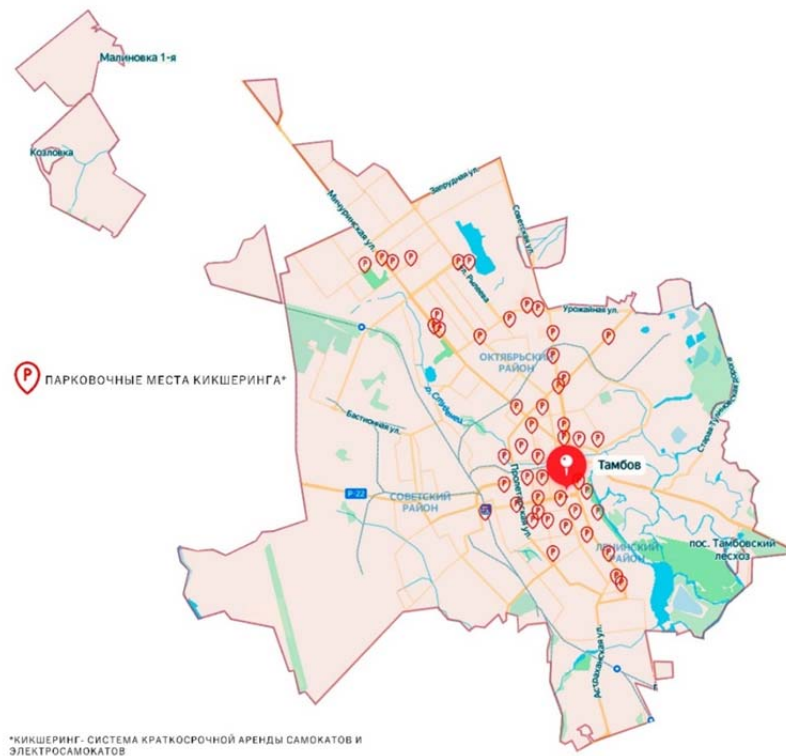 Малиновка 1-я
Козловка
Мичуринская ул.
Запрудная ул.
Советская ул.
ул. Рылеева
Урожайная ул.
ПАРКОВОЧНЫЕ МЕСТА КИКШЕРИНГА*
ОКТЯБРЬСКИЙ
РАЙОН
Бастионная ул.
Тамбов
Пролетарская ул.
Р-22
СОВЕТСКИЙ
РАЙОН
ЛЕНИНСКИЙ
РАЙОН
пос. Тамбовский
лесхоз
Астраханская ул.
*КИКШЕРИНГ- СИСТЕМА КРАТКОСРОЧНОЙ АРЕНДЫ САМОКАТОВ И
ЭЛЕКТРОСАМОКАТОВ